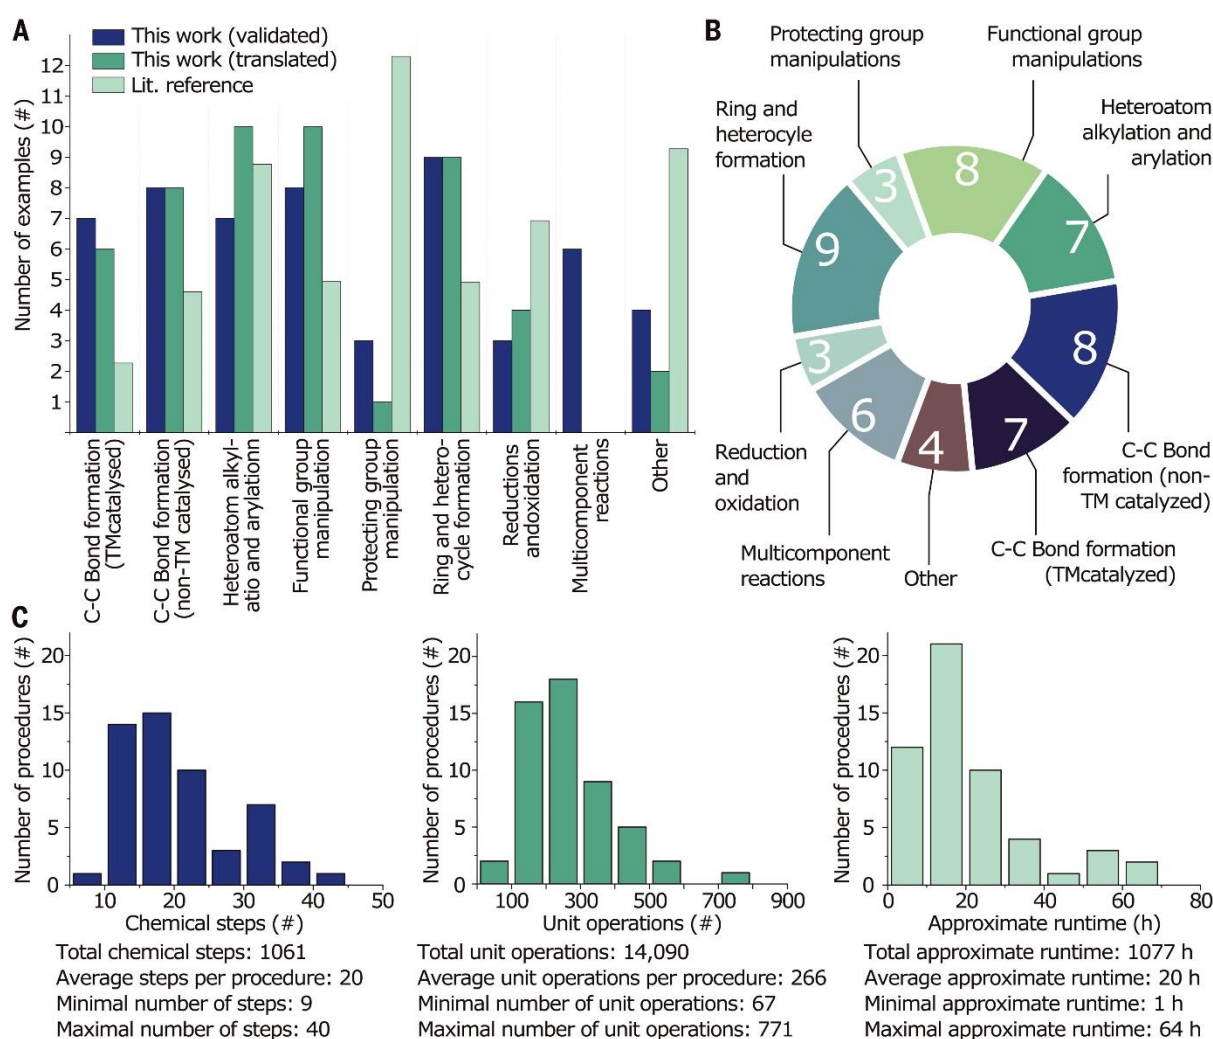 A
This work (validated)
This work (translated)
Lit. reference
Number of examples (#)
12
11
10
9
8
7
6
5
4
3
2
1
C-C Bond formation
(TMcatalysed)
C-C Bond formation
(non-TM catalysed)
Heteroatom alkyl-
atio and arylationn
Functional group
manipulation
Protecting group
manipulation
Ring and hetero-
cycle formation
Reductions
andoxidation
Multicomponent
reactions
Other
B
Protecting group
manipulations
Functional group
manipulations
Ring and
heterocyle
formation
Heteroatom
alkylation and
arylation
3
8
7
9
8
3
6
4
7
Reduction
and
oxidation
C-C Bond
formation (non-
TM catalyzed)
Multicomponent
reactions
Other
C-C Bond formation
(TMcatalyzed)
C
Number of procedures (#)
20
15
10
5
0
10
20
30
40
50
Chemical steps (#)
Total chemical steps: 1061
Average steps per procedure: 20
Minimal number of steps: 9
Maximal number of steps: 40
Number of procedures (#)
20
15
10
5
0
100
300
500
700
900
Unit operations (#)
Total unit operations: 14,090
Average unit operations per procedure: 266
Minimal number of unit operations: 67
Maximal number of unit operations: 771
Number of procedures (#)
20
15
10
5
0
0
20
40
60
80
Approximate runtime (h)
Total approximate runtime: 1077 h
Average approximate runtime: 20 h
Minimal approximate runtime: 1 h
Maximal approximate runtime: 64 h